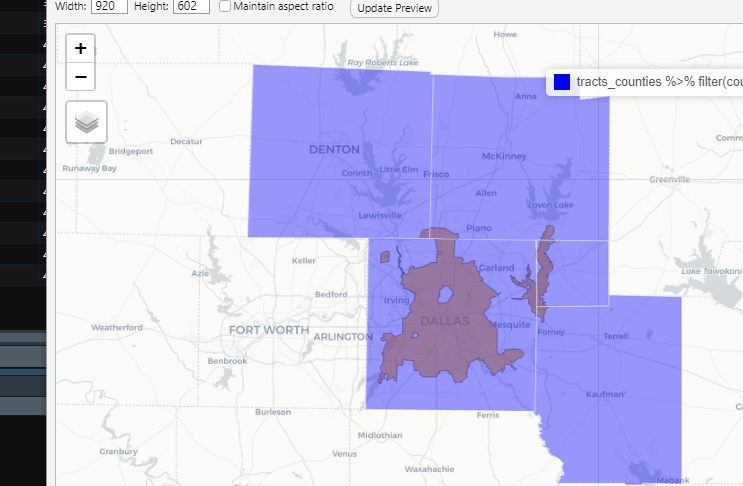 Width: 920 Height: 602 Maintain aspect ratio Update Preview
+
−
tracts_counties %>% filter(cou
Howe
Ray Roberts Lake
Anna
Decatur
Bridgeport
Runaway Bay
DENTON
McKinney
Corinth
Little Elm
Frisco
Greenville
Allen
Lavon Lake
Lewisville
Plano
Keller
Garland
Azle
Lake Tawakoni
Bedford
Irving
DALLAS
Weatherford
FORT WORTH
ARLINGTON
Mesquite
Forney
Terrell
Benbrook
Kaufman
Burleson
Ferris
Midlothian
Granbury
Venus
Waxahachie
Mabank